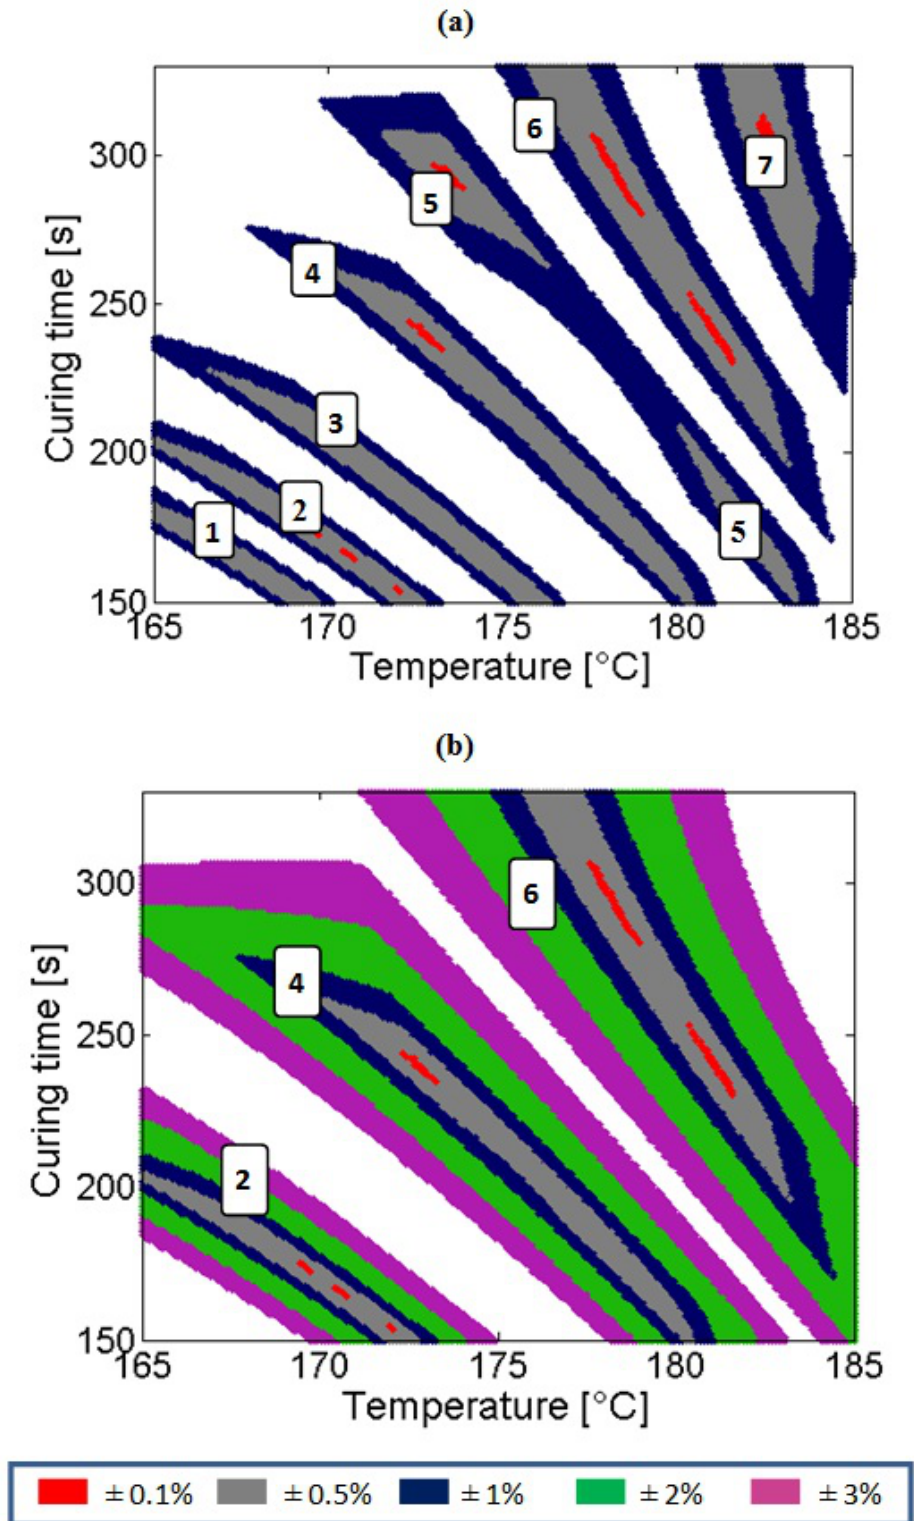 (a)
Curing time [s]
300
250
200
150
6
7
5
4
3
2
1
5
165 170 175 180 185
Temperature [°C]
(b)
Curing time [s]
300
250
200
150
6
4
2
165 170 175 180 185
Temperature [°C]
± 0.1% ± 0.5% ± 1% ± 2% ± 3%